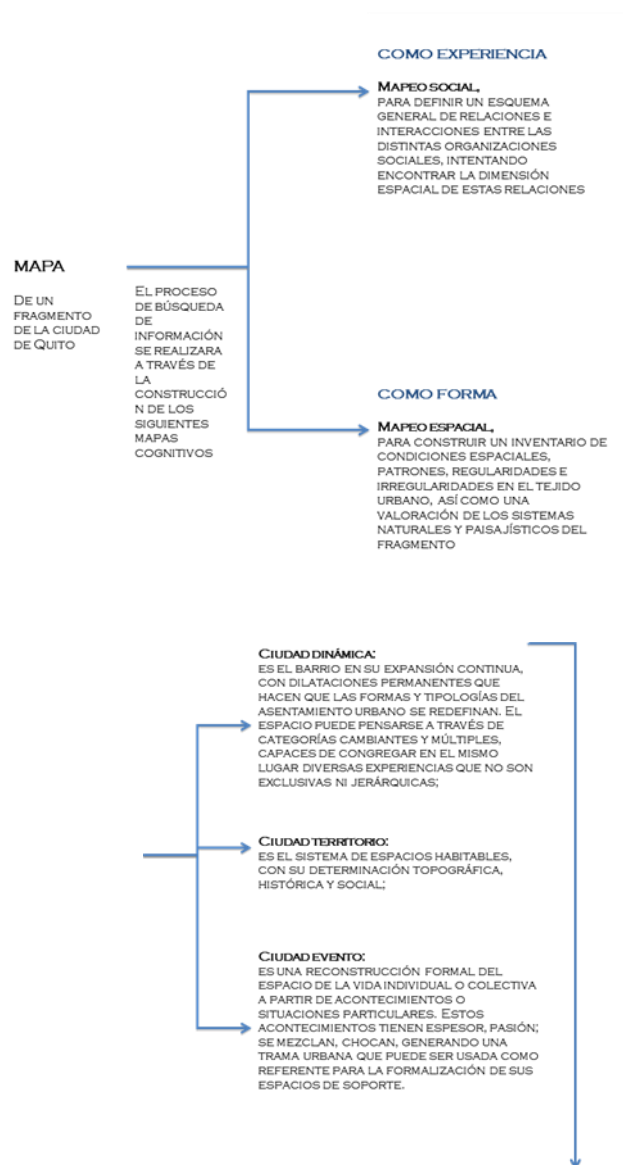 COMO EXPERIENCIA
MAPEO SOCIAL,
PARA DEFINIR UN ESQUEMA
GENERAL DE RELACIONES E
INTERACCIONES ENTRE LAS
DISTINTAS ORGANIZACIONES
SOCIALES, INTENTANDO
ENCONTRAR LA DIMENSIÓN
ESPACIAL DE ESTAS RELACIONES
MAPA
DE UN
FRAGMENTO
DE LA CIUDAD
DE QUITO
EL PROCESO
DE BÚSQUEDA
DE
INFORMACIÓN
SE REALIZARA
A TRAVÉS DE
LA
CONSTRUCCIÓ
N DE LOS
SIGUIENTES
MAPAS
COGNITIVOS
COMO FORMA
MAPEO ESPACIAL,
PARA CONSTRUIR UN INVENTARIO DE
CONDICIONES ESPACIALES,
PATRONES, REGULARIDADES E
IRREGULARIDADES EN EL TEJIDO
URBANO, ASÍ COMO UNA
VALORACIÓN DE LOS SISTEMAS
NATURALES Y PAISAJÍSTICOS DEL
FRAGMENTO
CIUDAD DINÁMICA:
ES EL BARRIO EN SU EXPANSIÓN CONTINUA,
CON DILATACIONES PERMANENTES QUE
HACEN QUE LAS FORMAS Y TIPOLOGÍAS DEL
ASENTAMIENTO URBANO SE REDEFINAN. EL
ESPACIO PUEDE PENSARSE A TRAVÉS DE
CATEGORÍAS CAMBIANTES Y MÚLTIPLES,
CAPACES DE CONGREGAR EN EL MISMO
LUGAR DIVERSAS EXPERIENCIAS QUE NO SON
EXCLUSIVAS NI JERÁRQUICAS;
CIUDAD TERRITORIO:
ES EL SISTEMA DE ESPACIOS HABITABLES,
CON SU DETERMINACIÓN TOPOGRÁFICA,
HISTÓRICA Y SOCIAL;
CIUDAD EVENTO:
ES UNA RECONSTRUCCIÓN FORMAL DEL
ESPACIO DE LA VIDA INDIVIDUAL O COLECTIVA
A PARTIR DE ACONTECIMIENTOS O
SITUACIONES PARTICULARES. ESTOS
ACONTECIMIENTOS TIENEN ESPESOR, PASIÓN;
SE MEZCLAN, CHOCAN, GENERANDO UNA
TRAMA URBANA QUE PUEDE SER USADA COMO
REFERENTE PARA LA FORMALIZACIÓN DE SUS
ESPACIOS DE SOPORTE.